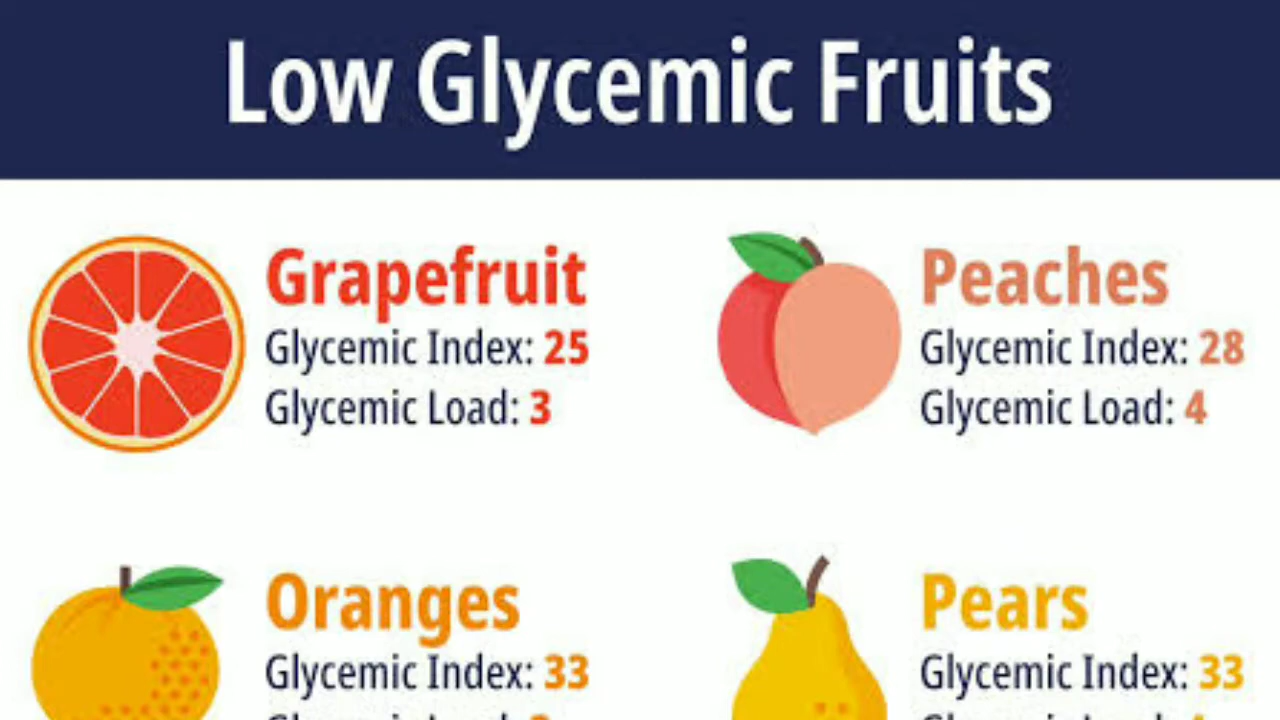 Low Glycemic Fruits
Grapefruit
Glycemic Index: 25
Glycemic Load: 3
Peaches
Glycemic Index: 28
Glycemic Load: 4
Oranges
Glycemic Index: 33
Pears
Glycemic Index: 33